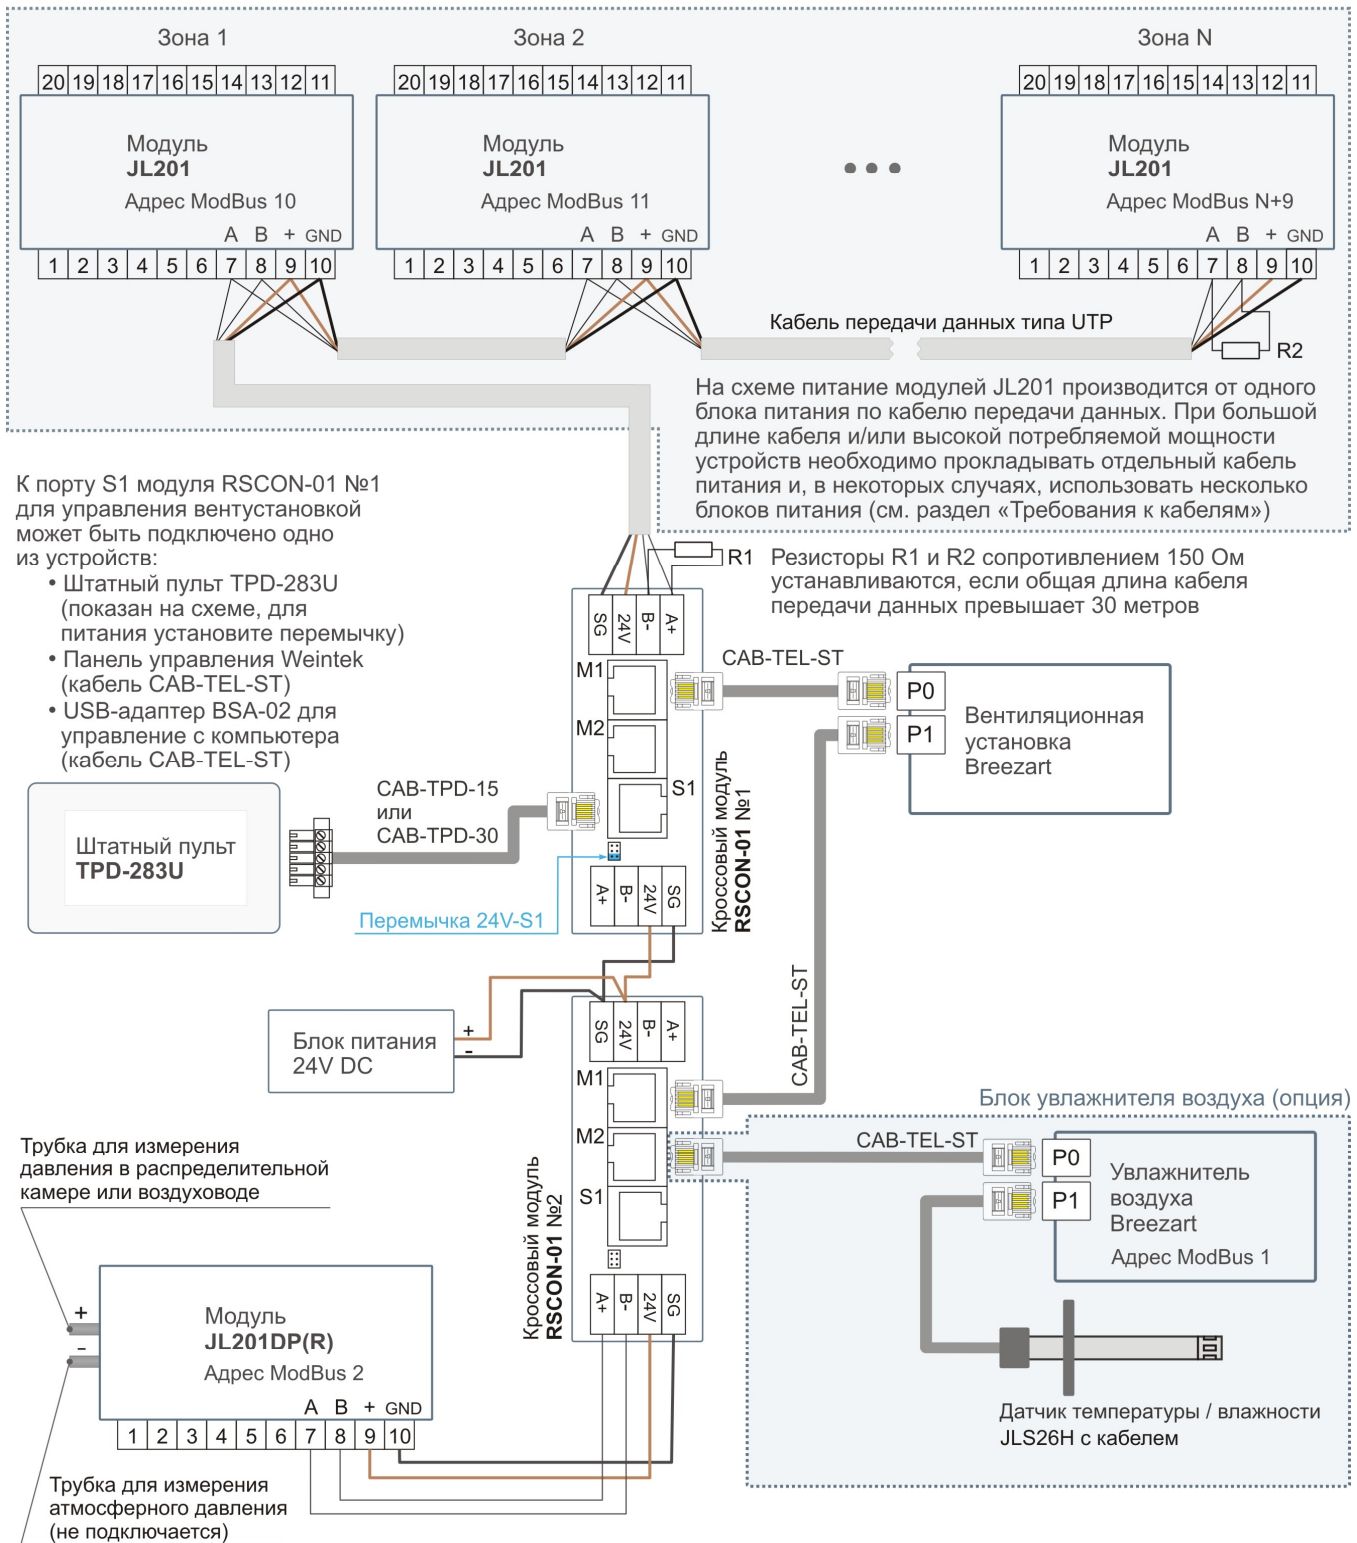 Зона 1
Зона 2
Зона N
20 19 18 17 16 15 14 13 12 11
20 19 18 17 16 15 14 13 12 11
20 19 18 17 16 15 14 13 12 11
Модуль
JL201
Адрес ModBus 10
A B + GND
1 2 3 4 5 6 7 8 9 10
Модуль
JL201
Адрес ModBus 11
A B + GND
1 2 3 4 5 6 7 8 9 10
Модуль
JL201
Адрес ModBus N+9
A B + GND
1 2 3 4 5 6 7 8 9 10
Кабель передачи данных типа UTP
R2
На схеме питание модулей JL201 производится от одного
блока питания по кабелю передачи данных. При большой
длине кабеля и/или высокой потребляемой мощности
устройств необходимо прокладывать отдельный кабель
питания и, в некоторых случаях, использовать несколько
блоков питания (см. раздел «Требования к кабелям»)
К порту S1 модуля RSCON-01 №1
для управления вентустановкой
может быть подключено одно
из устройств:
• Штатный пульт TPD-283U
(показан на схеме, для
питания установите перемычку)
• Панель управления Weintek
(кабель CAB-TEL-ST)
• USB-адаптер BSA-02 для
управление с компьютера
(кабель CAB-TEL-ST)
R1
Резисторы R1 и R2 сопротивлением 150 Ом
устанавливаются, если общая длина кабеля
передачи данных превышает 30 метров
SG 24V B- A+
M1
M2
S1
A+ B- 24V SG
Кроссовый модуль
RSCON-01 №1
CAB-TEL-ST
P0
P1
Вентиляционная
установка
Breezart
CAB-TPD-15
или
CAB-TPD-30
Штатный пульт
TPD-283U
Перемычка 24V-S1
CAB-TEL-ST
Блок питания
24V DC
+
-
SG 24V B- A+
M1
M2
S1
A+ B- 24V SG
Кроссовый модуль
RSCON-01 №2
Блок увлажнителя воздуха (опция)
CAB-TEL-ST
P0
P1
Увлажнитель
воздуха
Breezart
Адрес ModBus 1
Датчик температуры / влажности
JLS26H с кабелем
Трубка для измерения
давления в распределительной
камере или воздуховоде
+
-
Модуль
JL201DP(R)
Адрес ModBus 2
A B + GND
1 2 3 4 5 6 7 8 9 10
Трубка для измерения
атмосферного давления
(не подключается)